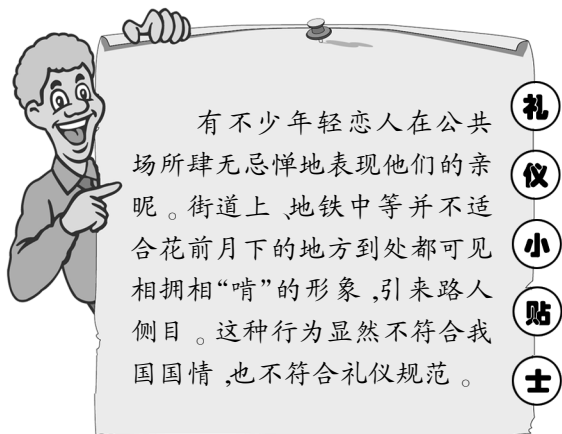 有不少年轻恋人在公共
场所肆无忌惮地表现他们的亲
昵。街道上、地铁中等并不适
合花前月下的地方到处都可见
相拥相“啃”的形象,引来路人
侧目。这种行为显然不符合我
国国情,也不符合礼仪规范。
礼
仪
小
贴
士